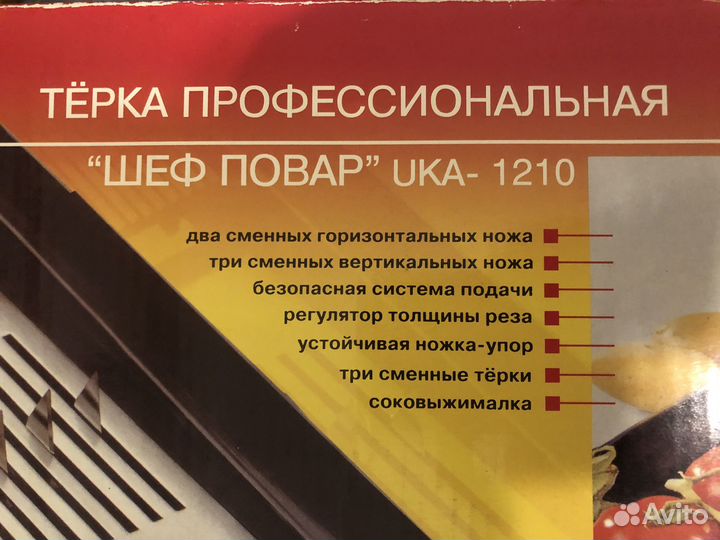 ТЁРКА ПРОФЕССИОНАЛЬНАЯ
“ШЕФ ПОВАР” UKA- 1210
два сменных горизонтальных ножа
три сменных вертикальных ножа
безопасная система подачи
регулятор толщины реза
устойчивая ножка-упор
три сменные тёрки
соковыжималка
Avito